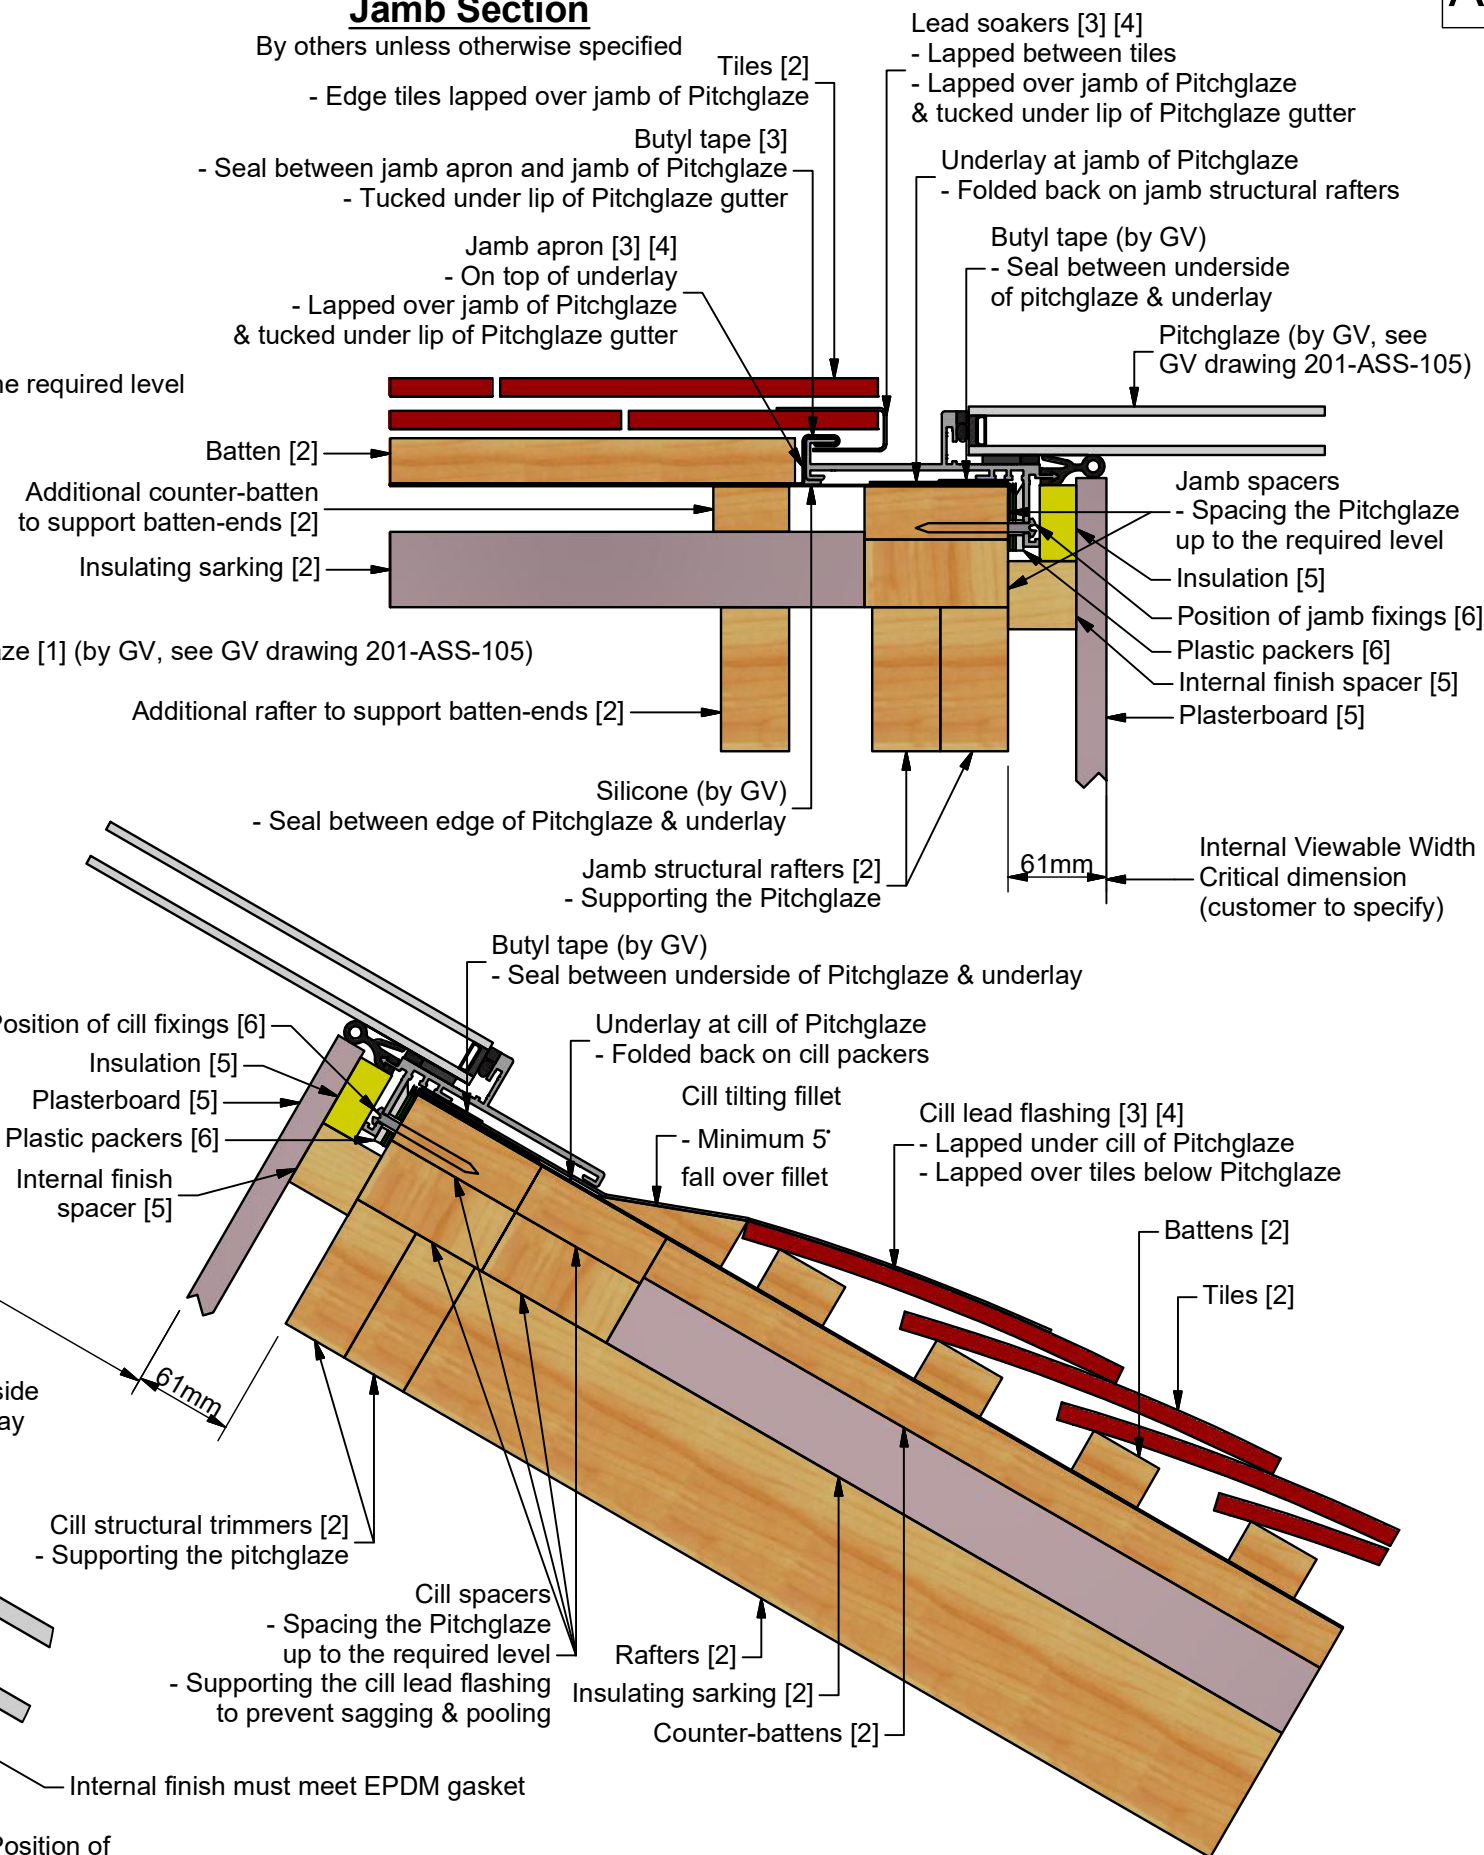 Jamb Section
By others unless otherwise specified
Tiles [2]
- Edge tiles lapped over jamb of Pitchglaze
Butyl tape [3]
- Seal between jamb apron and jamb of Pitchglaze
- Tucked under lip of Pitchglaze gutter
Jamb apron [3] [4]
- On top of underlay
- Lapped over jamb of Pitchglaze
& tucked under lip of Pitchglaze gutter
Lead soakers [3] [4]
- Lapped between tiles
- Lapped over jamb of Pitchglaze
& tucked under lip of Pitchglaze gutter
Underlay at jamb of Pitchglaze
- Folded back on jamb structural rafters
Butyl tape (by GV)
- Seal between underside
of pitchglaze & underlay
Pitchglaze (by GV, see
GV drawing 201-ASS-105)
required level
Batten [2]
Additional counter-batten
to support batten-ends [2]
Insulating sarking [2]
[1] (by GV, see GV drawing 201-ASS-105)
Additional rafter to support batten-ends [2]
Jamb spacers
- Spacing the Pitchglaze
up to the required level
Insulation [5]
Position of jamb fixings [6]
Plastic packers [6]
Internal finish spacer [5]
Plasterboard [5]
Silicone (by GV)
- Seal between edge of Pitchglaze & underlay
Jamb structural rafters [2]
- Supporting the Pitchglaze
61mm
Internal Viewable Width
Critical dimension
(customer to specify)
Butyl tape (by GV)
- Seal between underside of Pitchglaze & underlay
Position of cill fixings [6]
Insulation [5]
Plasterboard [5]
Plastic packers [6]
Internal finish
spacer [5]
Underlay at cill of Pitchglaze
- Folded back on cill packers
Cill tilting fillet
- Minimum 5°
fall over fillet
Cill lead flashing [3] [4]
- Lapped under cill of Pitchglaze
- Lapped over tiles below Pitchglaze
Battens [2]
Tiles [2]
61mm
Cill structural trimmers [2]
- Supporting the pitchglaze
Cill spacers
- Spacing the Pitchglaze
up to the required level
- Supporting the cill lead flashing
to prevent sagging & pooling
Rafters [2]
Insulating sarking [2]
Counter-battens [2]
Internal finish must meet EPDM gasket
Position of